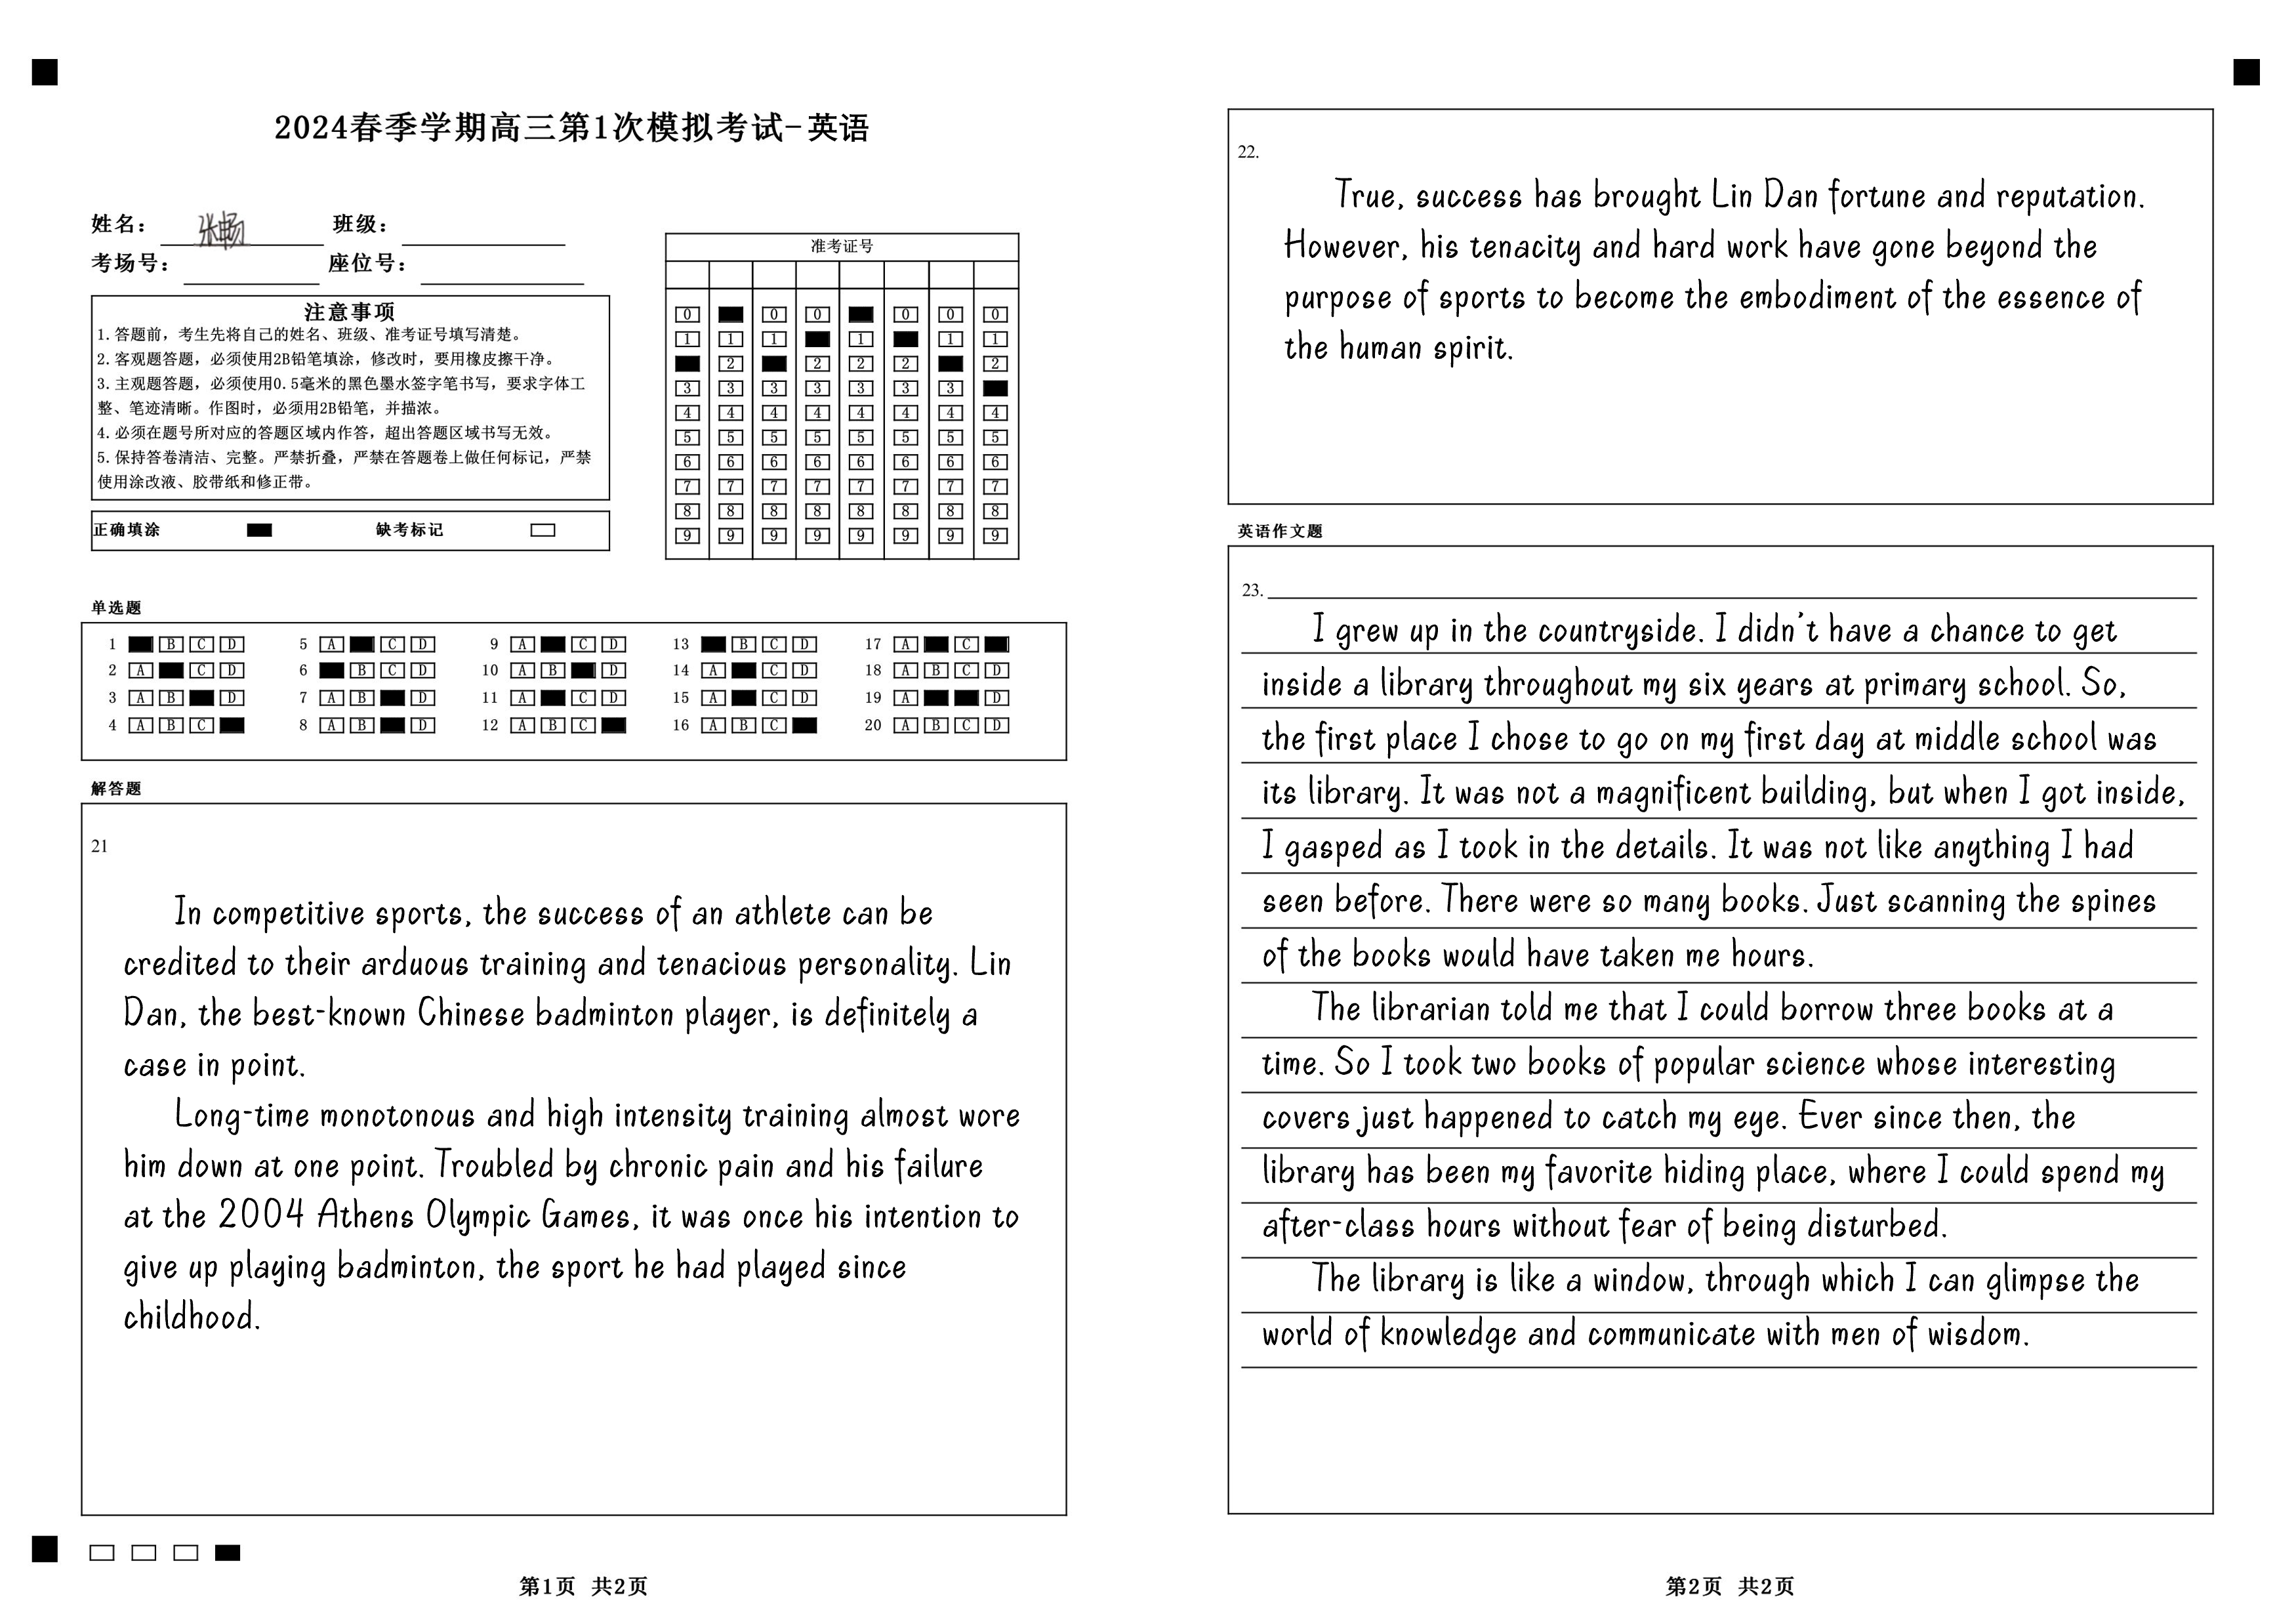 2024春季学期高三第1次模拟考试-英语
姓名： 张畅 班级：
考场号： 座位号：
注意事项
1.答题前，考生先将自己的姓名、班级、准考证号填写清楚。
2.客观题答题，必须使用2B铅笔填涂，修改时，要用橡皮擦干净。
3.主观题答题，必须使用0.5毫米的黑色墨水签字笔书写，要求字体工
整、笔迹清晰。作图时，必须用2B铅笔，并描浓。
4.必须在题号所对应的答题区域内作答，超出答题区域书写无效。
5.保持答卷清洁、完整。严禁折叠，严禁在答题卷上做任何标记，严禁
使用涂改液、胶带纸和修正带。
正确填涂 缺考标记
准考证号
0 0 0 0 0 0
1 1 1 1 1 1
2 2 2 2 2
3 3 3 3 3 3 3
4 4 4 4 4 4 4 4
5 5 5 5 5 5 5 5
6 6 6 6 6 6 6 6
7 7 7 7 7 7 7 7
8 8 8 8 8 8 8 8
9 9 9 9 9 9 9 9
单选题
1 B C D 5 A C D 9 A C D 13 B C D 17 A C
2 A C D 6 B C D 10 A B D 14 A C D 18 A B C D
3 A B D 7 A B D 11 A C D 15 A C D 19 A D
4 A B C 8 A B D 12 A B C 16 A B C 20 A B C D
解答题
21
In competitive sports, the success of an athlete can be
credited to their arduous training and tenacious personality. Lin
Dan, the best-known Chinese badminton player, is definitely a
case in point.
Long-time monotonous and high intensity training almost wore
him down at one point. Troubled by chronic pain and his failure
at the 2004 Athens Olympic Games, it was once his intention to
give up playing badminton, the sport he had played since
childhood.
第1页 共2页
22.
True, success has brought Lin Dan fortune and reputation.
However, his tenacity and hard work have gone beyond the
purpose of sports to become the embodiment of the essence of
the human spirit.
英语作文题
23.
I grew up in the countryside. I didn't have a chance to get
inside a library throughout my six years at primary school. So,
the first place I chose to go on my first day at middle school was
its library. It was not a magnificent building, but when I got inside,
I gasped as I took in the details. It was not like anything I had
seen before. There were so many books. Just scanning the spines
of the books would have taken me hours.
The librarian told me that I could borrow three books at a
time. So I took two books of popular science whose interesting
covers just happened to catch my eye. Ever since then, the
library has been my favorite hiding place, where I could spend my
after-class hours without fear of being disturbed.
The library is like a window, through which I can glimpse the
world of knowledge and communicate with men of wisdom.
第2页 共2页